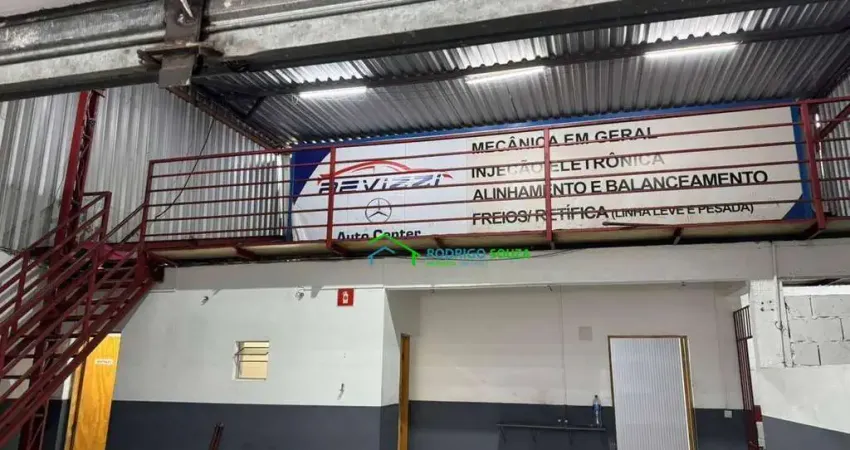 MECÂNICA EM GERAL
INJEÇÃO ELETRÔNICA
ALINHAMENTO E BALANCEAMENTO
FREIOS/RETÍFICA (LINHA LEVE E PESADA)
BEVIZZI
Auto Center
RODRIGO SOUZA